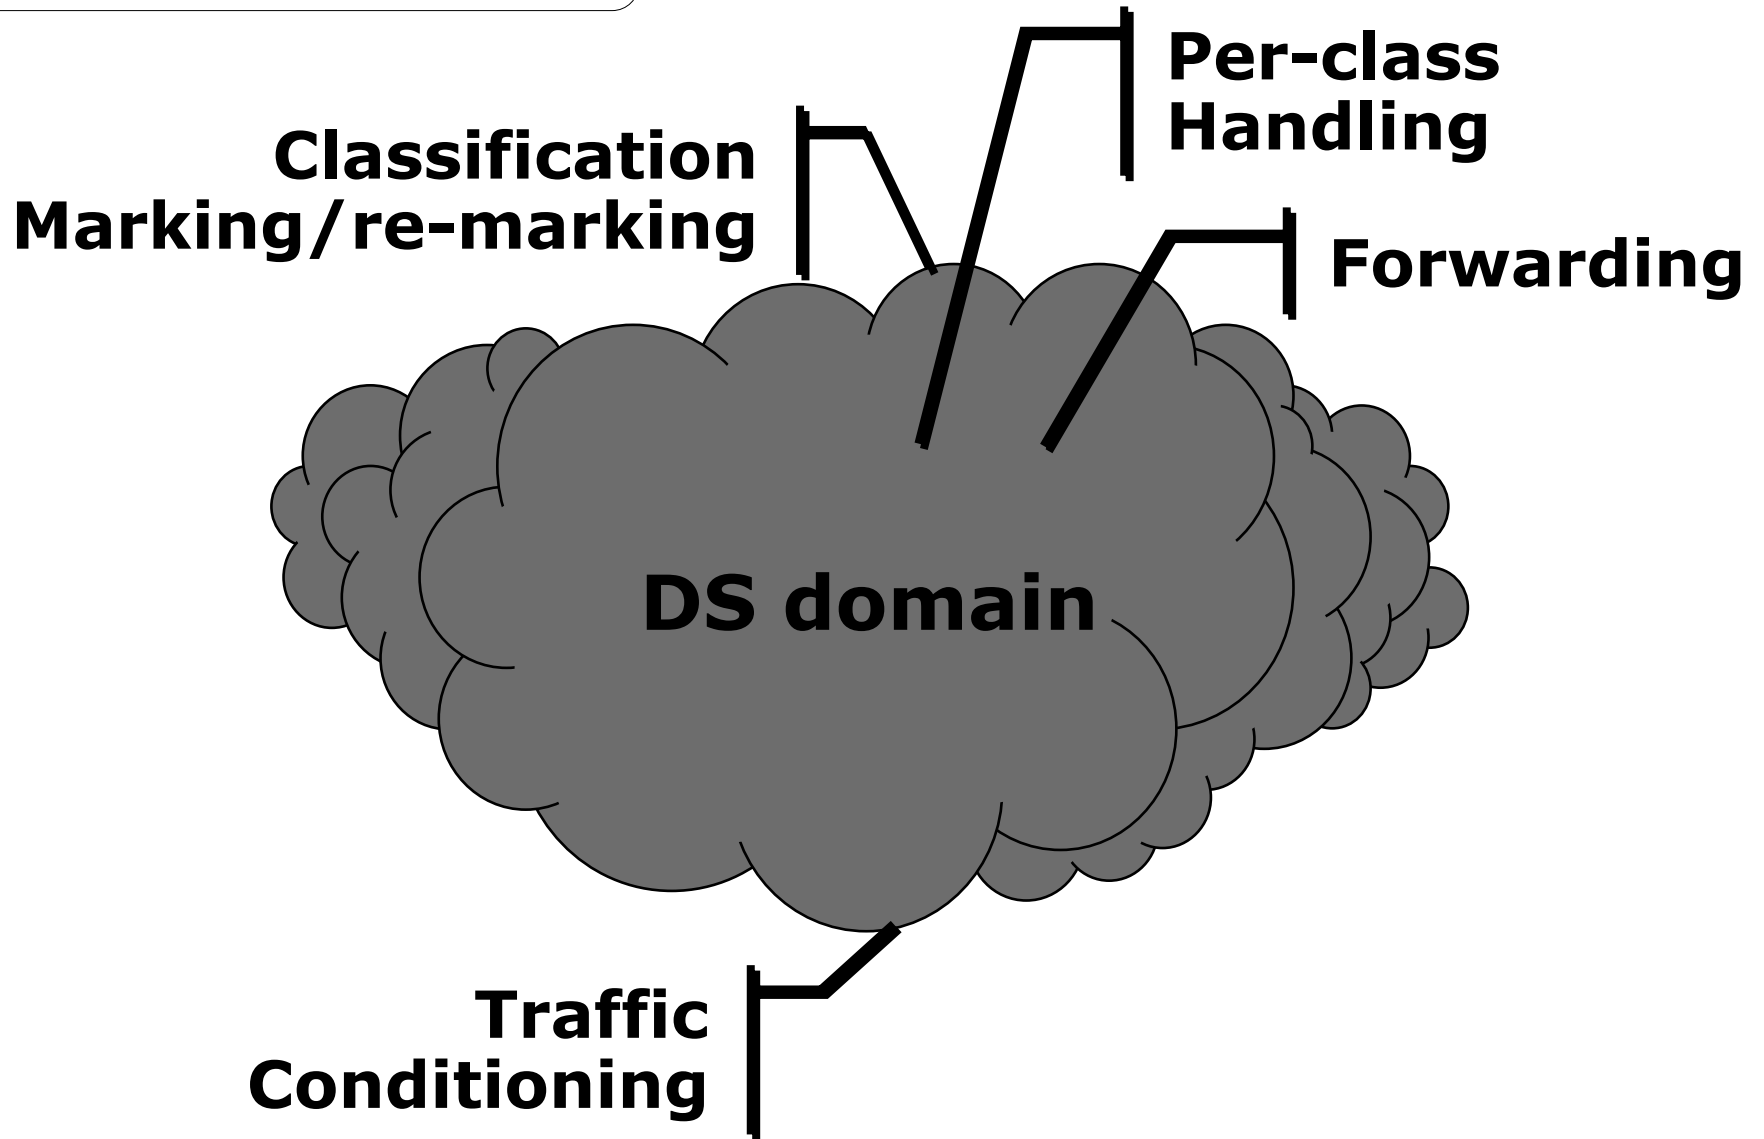 Per-class
Handling
Classification
Marking/re-marking
Forwarding
DS domain
Traffic
Conditioning